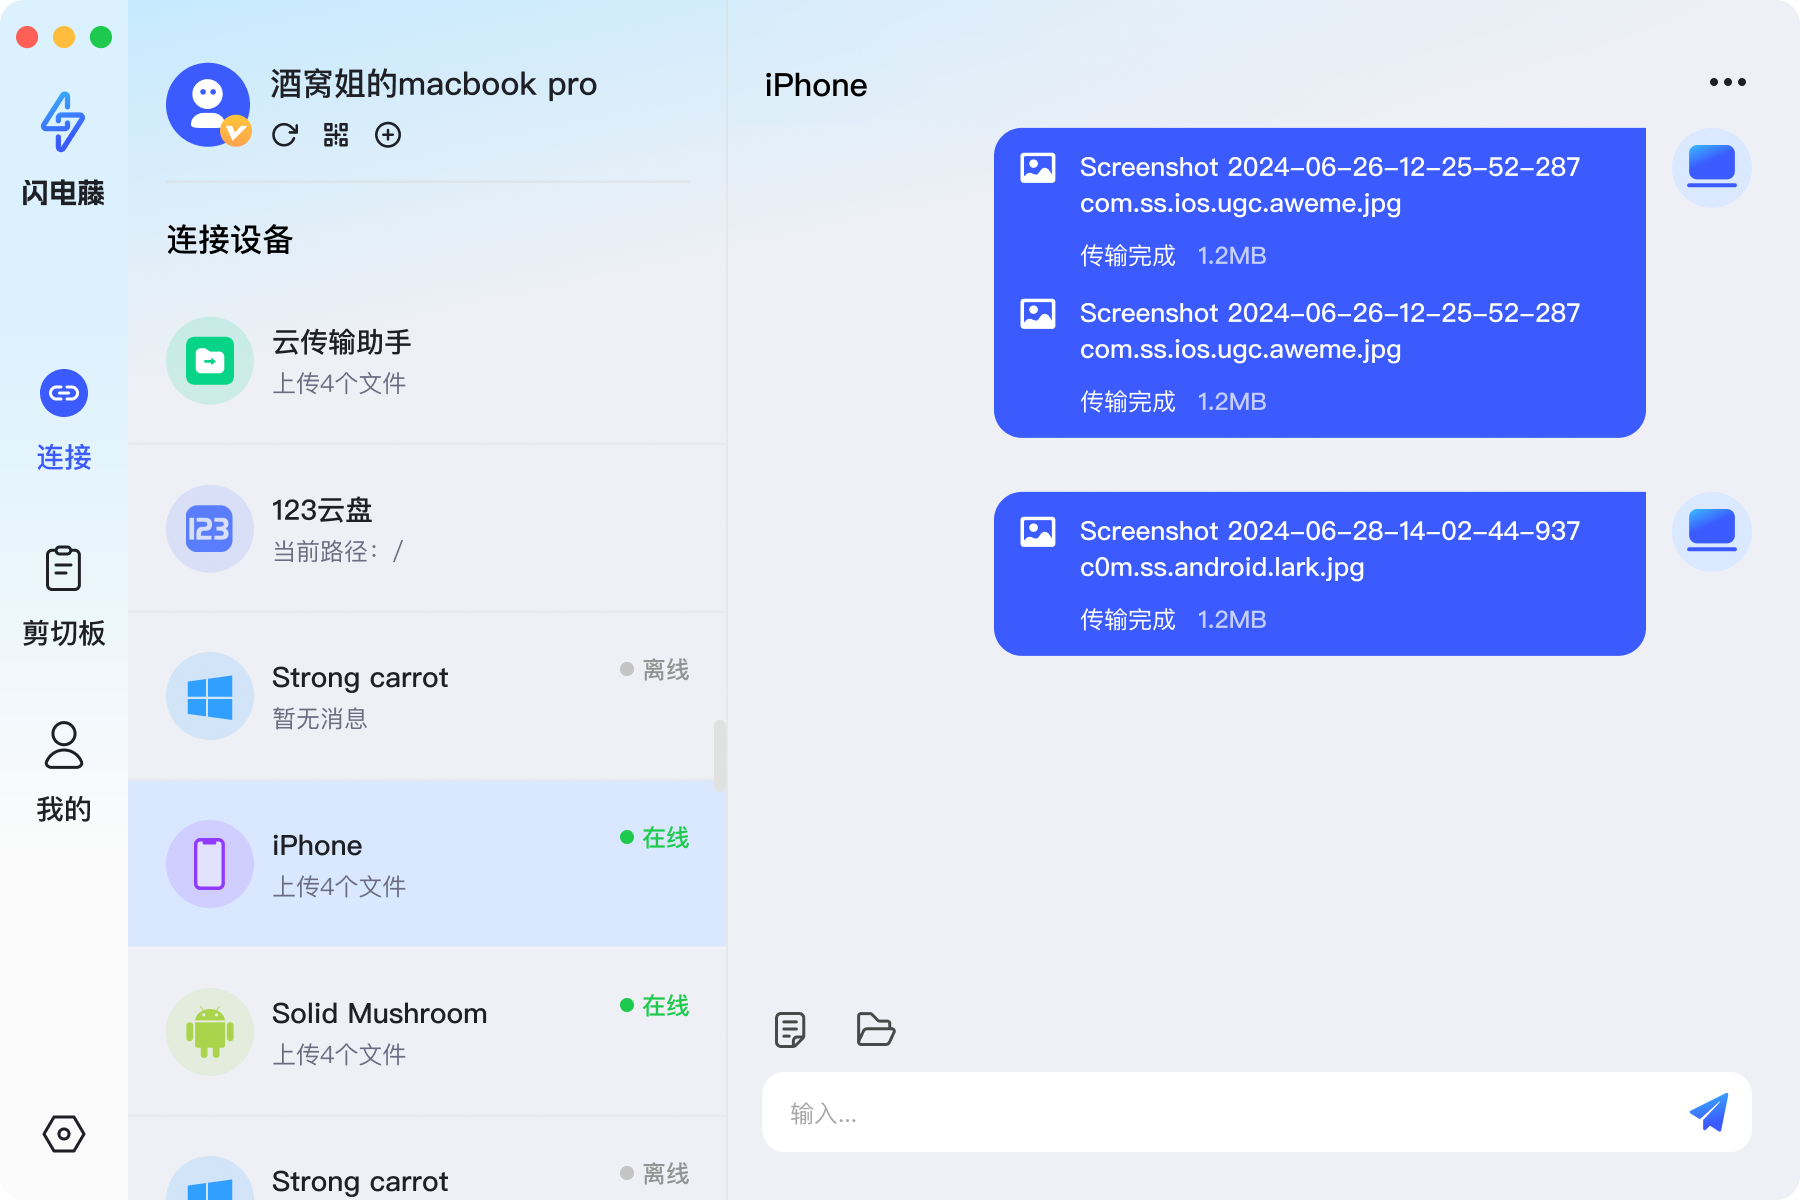 闪电藤
连接
剪切板
我的
酒窝姐的macbook pro
连接设备
云传输助手
上传4个文件
123
123云盘
当前路径：/
Strong carrot
离线
暂无消息
iPhone
在线
上传4个文件
Solid Mushroom
在线
上传4个文件
Strong carrot
离线
iPhone
Screenshot 2024-06-26-12-25-52-287
com.ss.ios.ugc.aweme.jpg
传输完成 1.2MB
Screenshot 2024-06-26-12-25-52-287
com.ss.ios.ugc.aweme.jpg
传输完成 1.2MB
Screenshot 2024-06-28-14-02-44-937
c0m.ss.android.lark.jpg
传输完成 1.2MB
输入...